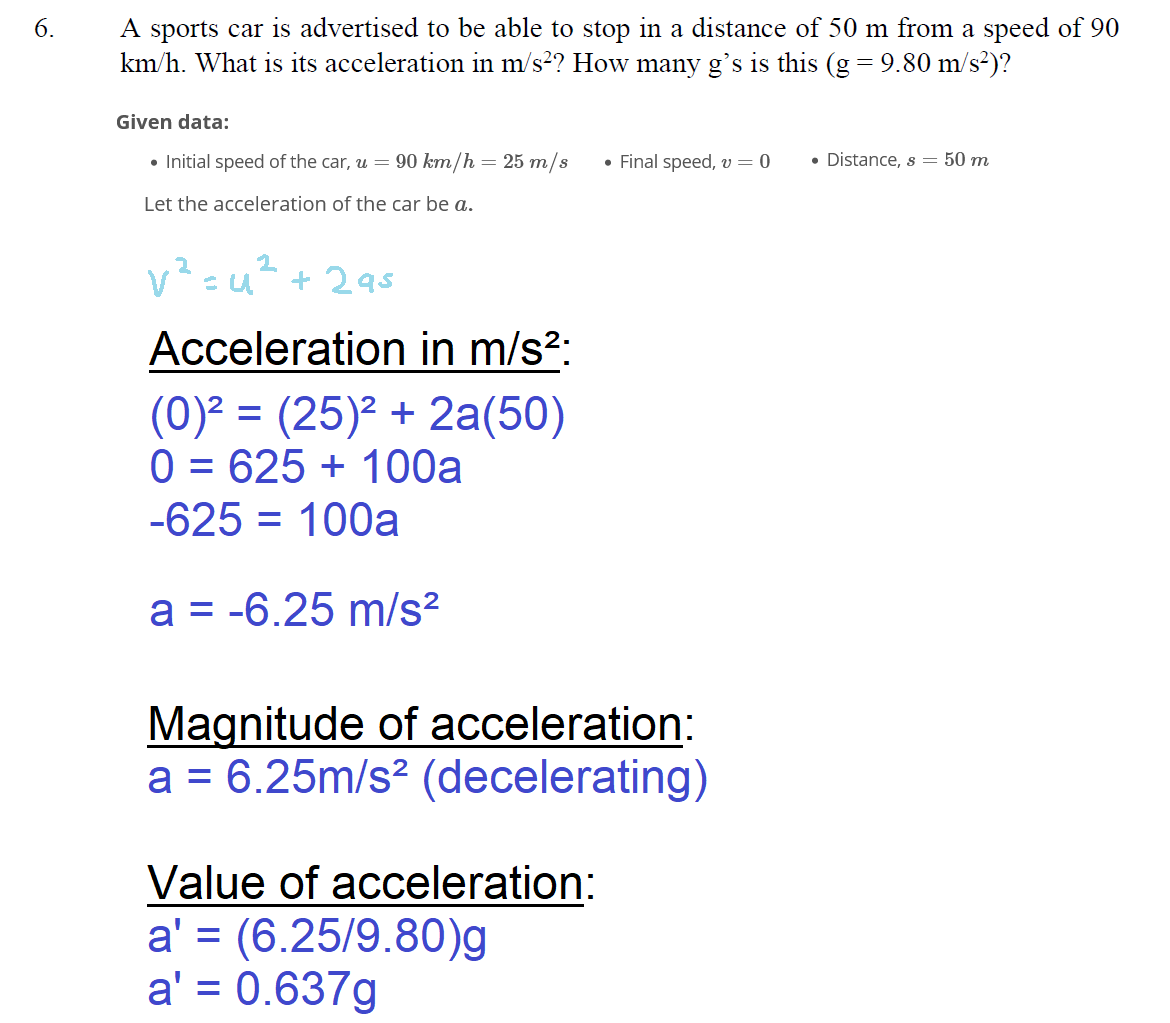 6. A sports car is advertised to be able to stop in a distance of 50 m from a speed of 90
km/h. What is its acceleration in m/s²? How many g’s is this (g = 9.80 m/s²)?
Given data:
• Initial speed of the car, u = 90 km/h = 25 m/s • Final speed, v = 0 • Distance, s = 50 m
Let the acceleration of the car be a.
v² = u² + 2as
Acceleration in m/s²:
(0)² = (25)² + 2a(50)
0 = 625 + 100a
-625 = 100a
a = -6.25 m/s²
Magnitude of acceleration:
a = 6.25m/s² (decelerating)
Value of acceleration:
a' = (6.25/9.80)g
a' = 0.637g